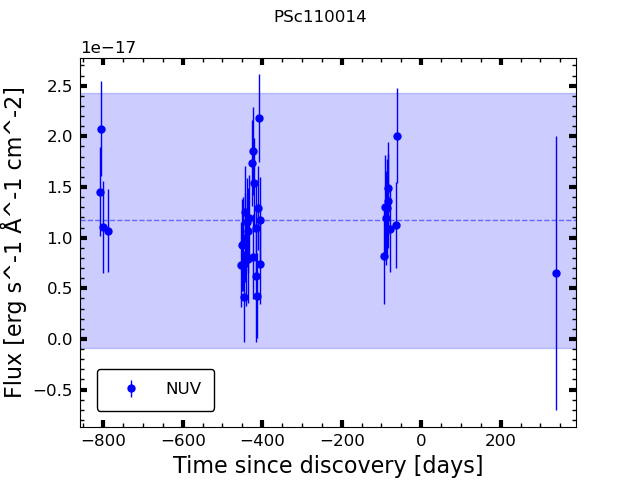 PSc110014
1e−17
2.5
2.0
1.5
1.0
0.5
0.0
−0.5
Flux [erg s^-1 Å^-1 cm^-2]
NUV
−800 −600 −400 −200 0 200
Time since discovery [days]